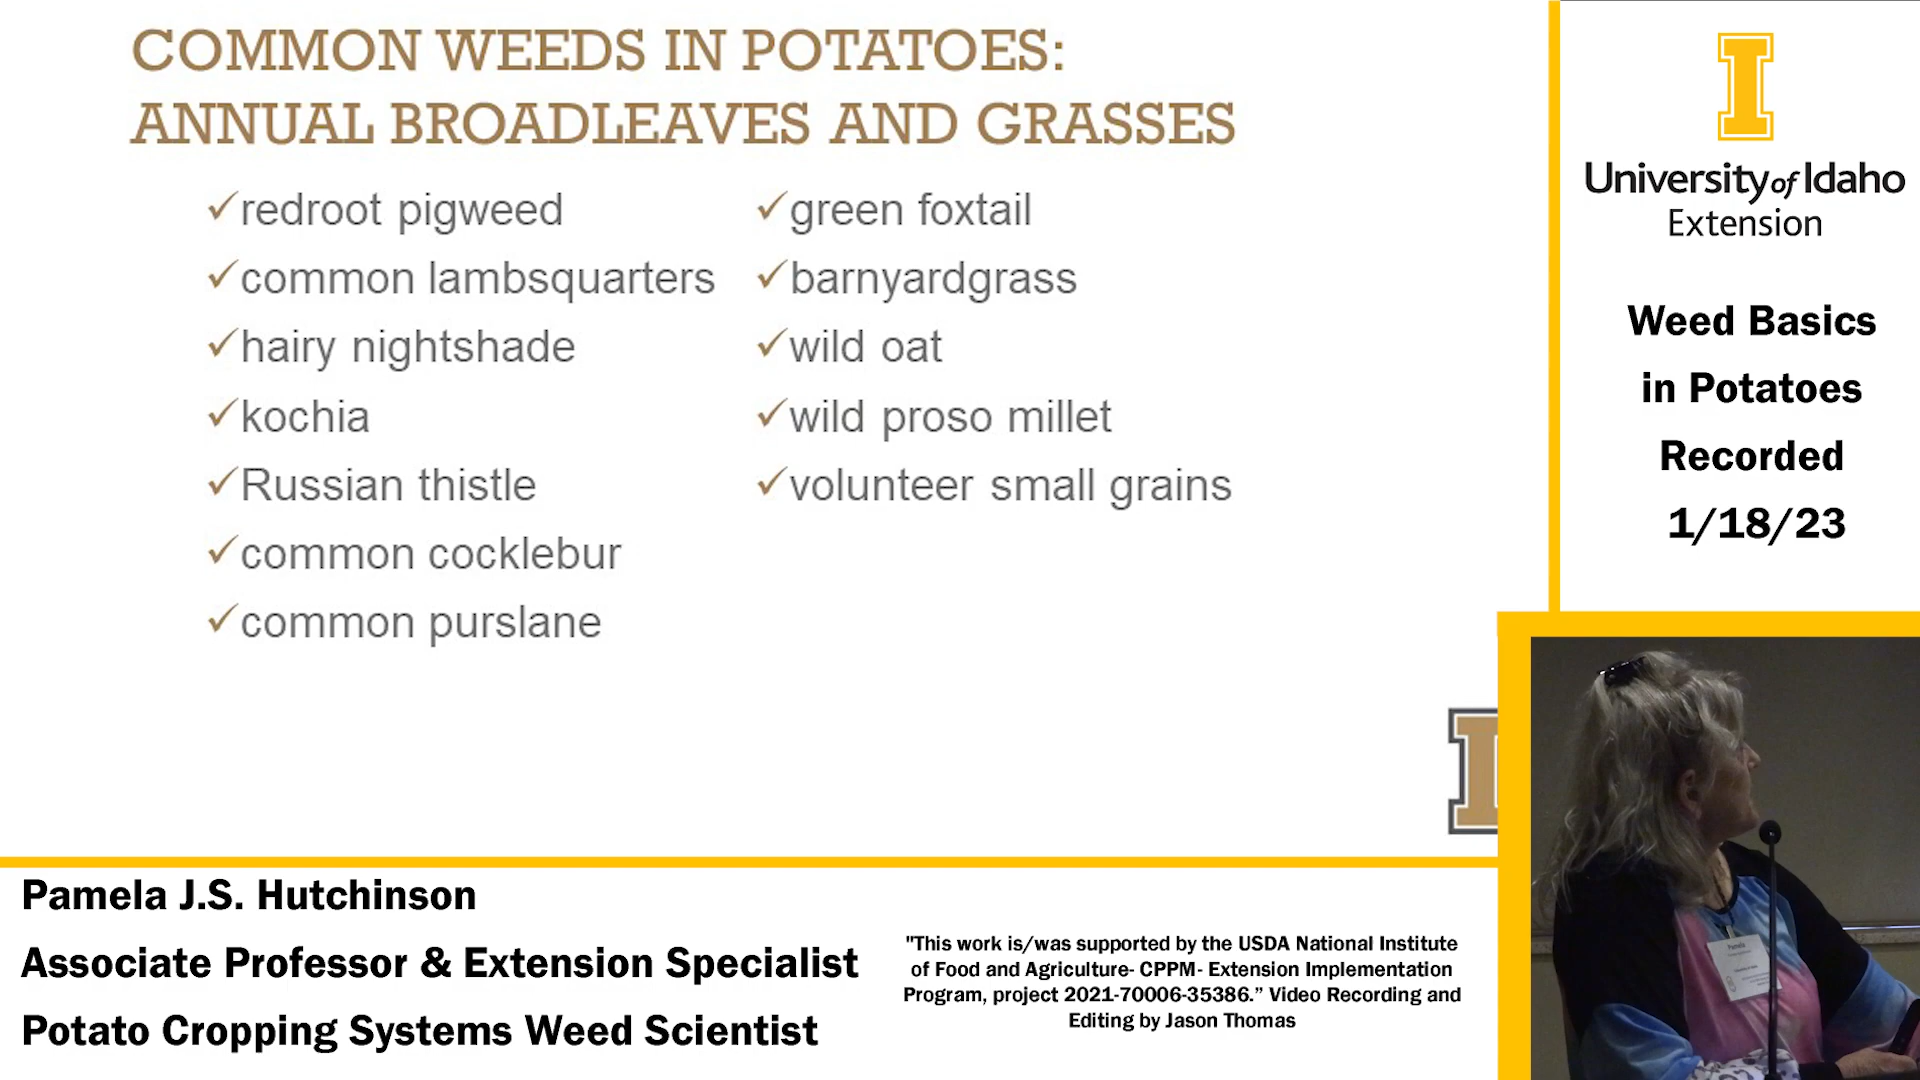 COMMON WEEDS IN POTATOES:
ANNUAL BROADLEAVES AND GRASSES
✓redroot pigweed
✓common lambsquarters
✓hairy nightshade
✓kochia
✓Russian thistle
✓common cocklebur
✓common purslane
✓green foxtail
✓barnyardgrass
✓wild oat
✓wild proso millet
✓volunteer small grains
I
University of Idaho
Extension
Weed Basics
in Potatoes
Recorded
1/18/23
Pamela J.S. Hutchinson
Associate Professor & Extension Specialist
Potato Cropping Systems Weed Scientist
"This work is/was supported by the USDA National Institute
of Food and Agriculture- CPPM- Extension Implementation
Program, project 2021-70006-35386.” Video Recording and
Editing by Jason Thomas
Pamela